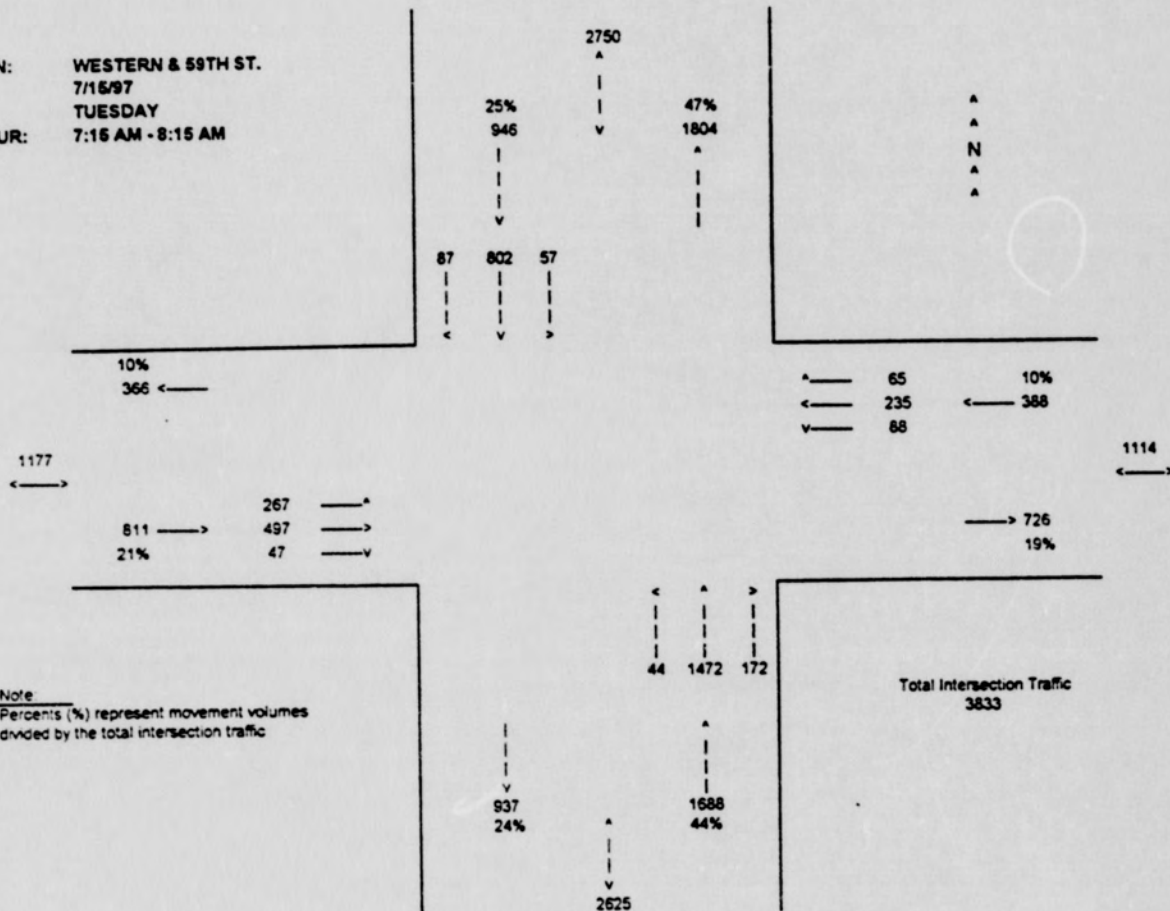 N: WESTERN & 59TH ST.
7/15/97
TUESDAY
UR: 7:15 AM - 8:15 AM
2750
25% 47%
946 1804
N
87 802 57
10%
366
65 10%
235 388
88
1177
1114
267
811 497
21% 47
726
19%
44 1472 172
Total Intersection Traffic
3833
Note:
Percents (%) represent movement volumes
divided by the total intersection traffic
937 1688
24% 44%
2625